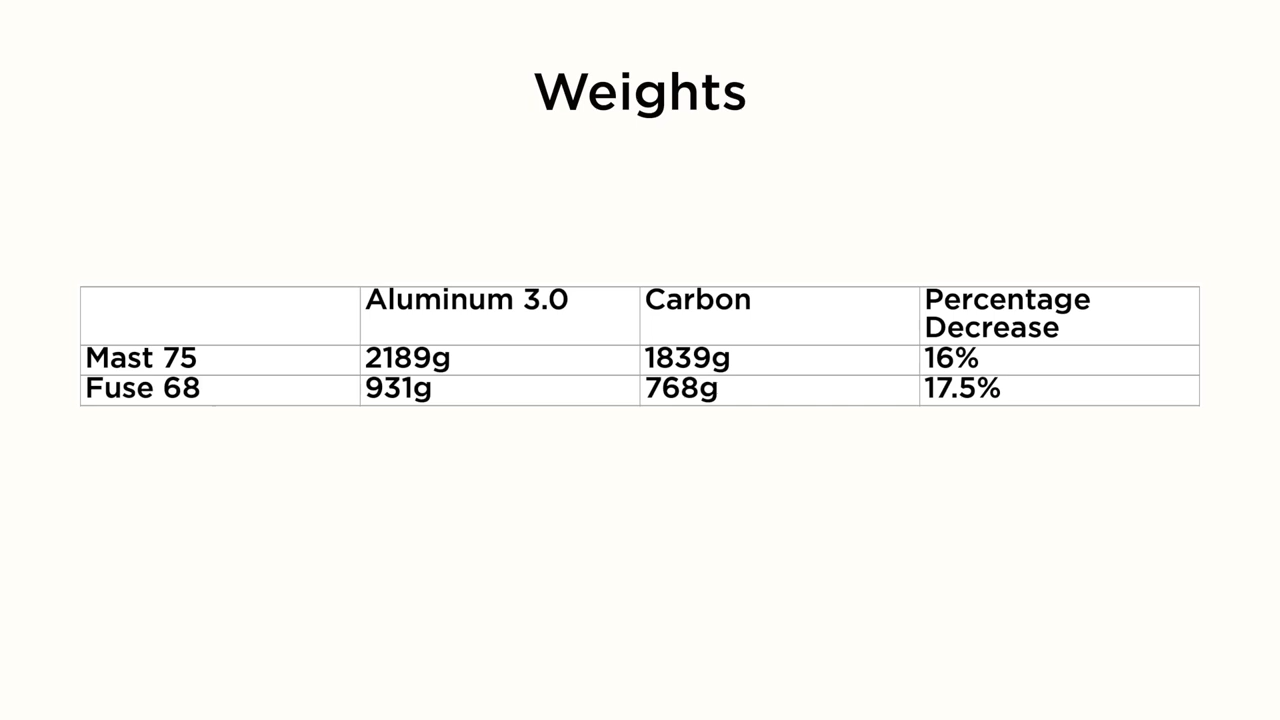 Weights
Aluminum 3.0 Carbon Percentage
Decrease
Mast 75 2189g 1839g 16%
Fuse 68 931g 768g 17.5%